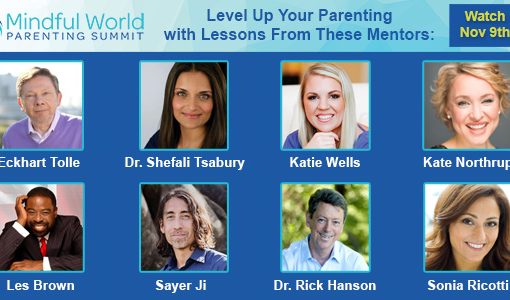 Mindful World
PARENTING SUMMIT
Level Up Your Parenting
with Lessons From These Mentors:
Watch
Nov 9th
Eckhart Tolle
Dr. Shefali Tsabury
Katie Wells
Kate Northrup
Les Brown
Sayer Ji
Dr. Rick Hanson
Sonia Ricotti